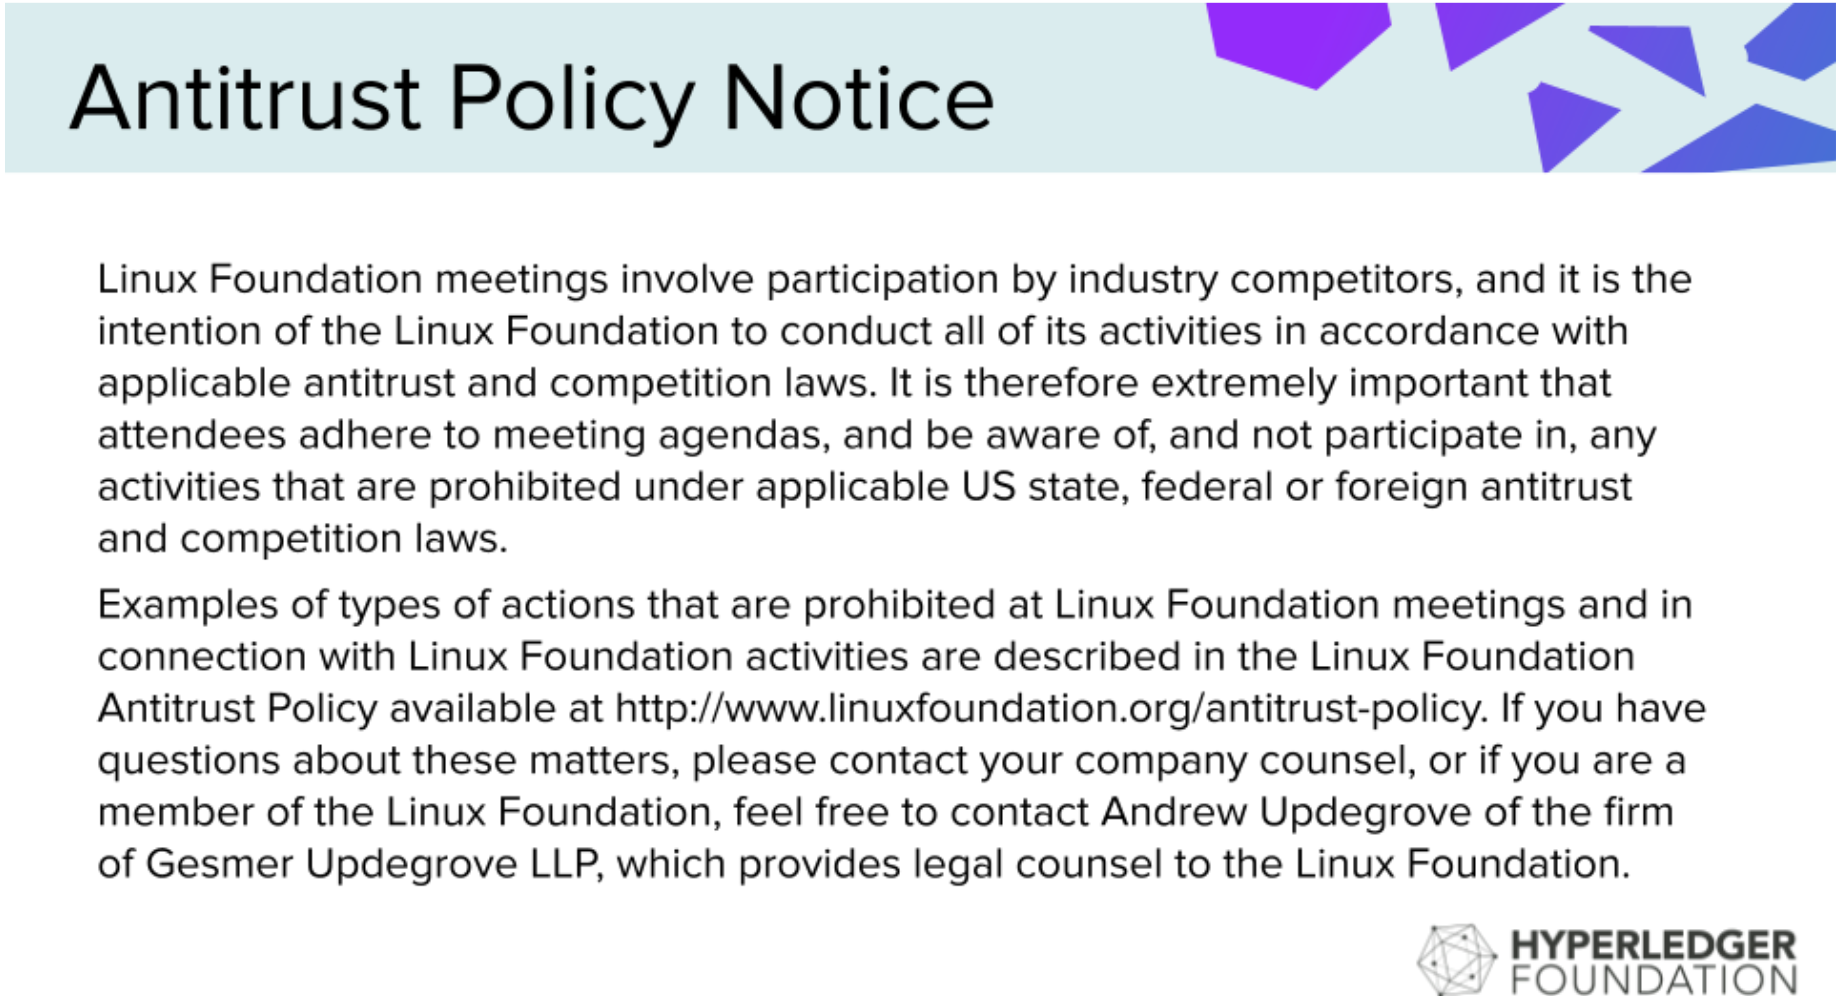 Antitrust Policy Notice
Linux Foundation meetings involve participation by industry competitors, and it is the
intention of the Linux Foundation to conduct all of its activities in accordance with
applicable antitrust and competition laws. It is therefore extremely important that
attendees adhere to meeting agendas, and be aware of, and not participate in, any
activities that are prohibited under applicable US state, federal or foreign antitrust
and competition laws.
Examples of types of actions that are prohibited at Linux Foundation meetings and in
connection with Linux Foundation activities are described in the Linux Foundation
Antitrust Policy available at http://www.linuxfoundation.org/antitrust-policy. If you have
questions about these matters, please contact your company counsel, or if you are a
member of the Linux Foundation, feel free to contact Andrew Updegrove of the firm
of Gesmer Updegrove LLP, which provides legal counsel to the Linux Foundation.
HYPERLEDGER
FOUNDATION